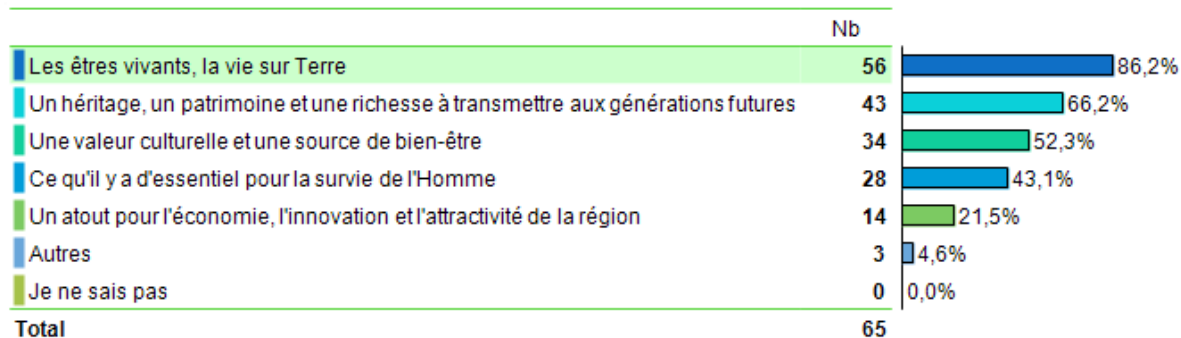 Nb
Les êtres vivants, la vie sur Terre 56 86,2%
Un héritage, un patrimoine et une richesse à transmettre aux générations futures 43 66,2%
Une valeur culturelle et une source de bien-être 34 52,3%
Ce qu'il y a d'essentiel pour la survie de l'Homme 28 43,1%
Un atout pour l'économie, l'innovation et l'attractivité de la région 14 21,5%
Autres 3 4,6%
Je ne sais pas 0 0,0%
Total 65